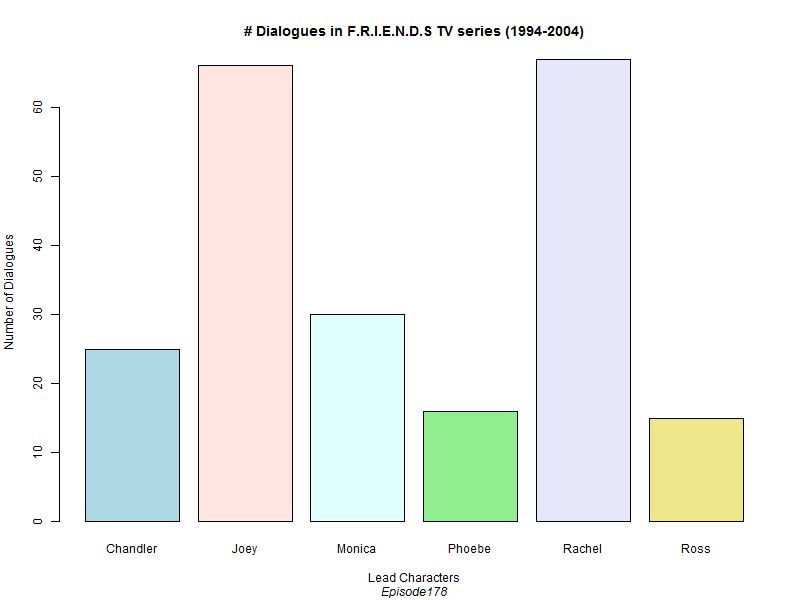 # Dialogues in F.R.I.E.N.D.S TV series (1994-2004)
Number of Dialogues
60
50
40
30
20
10
0
Chandler Joey Monica Phoebe Rachel Ross
Lead Characters
Episode178